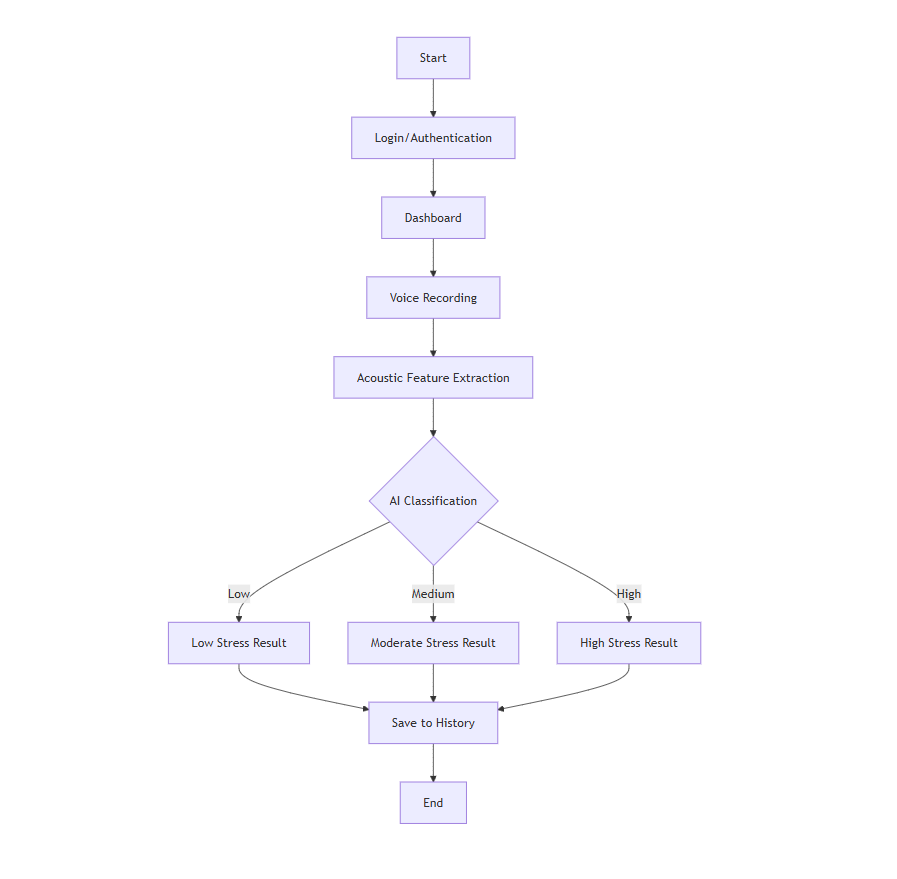 Start
Login/Authentication
Dashboard
Voice Recording
Acoustic Feature Extraction
AI Classification
Low
Medium
High
Low Stress Result
Moderate Stress Result
High Stress Result
Save to History
End